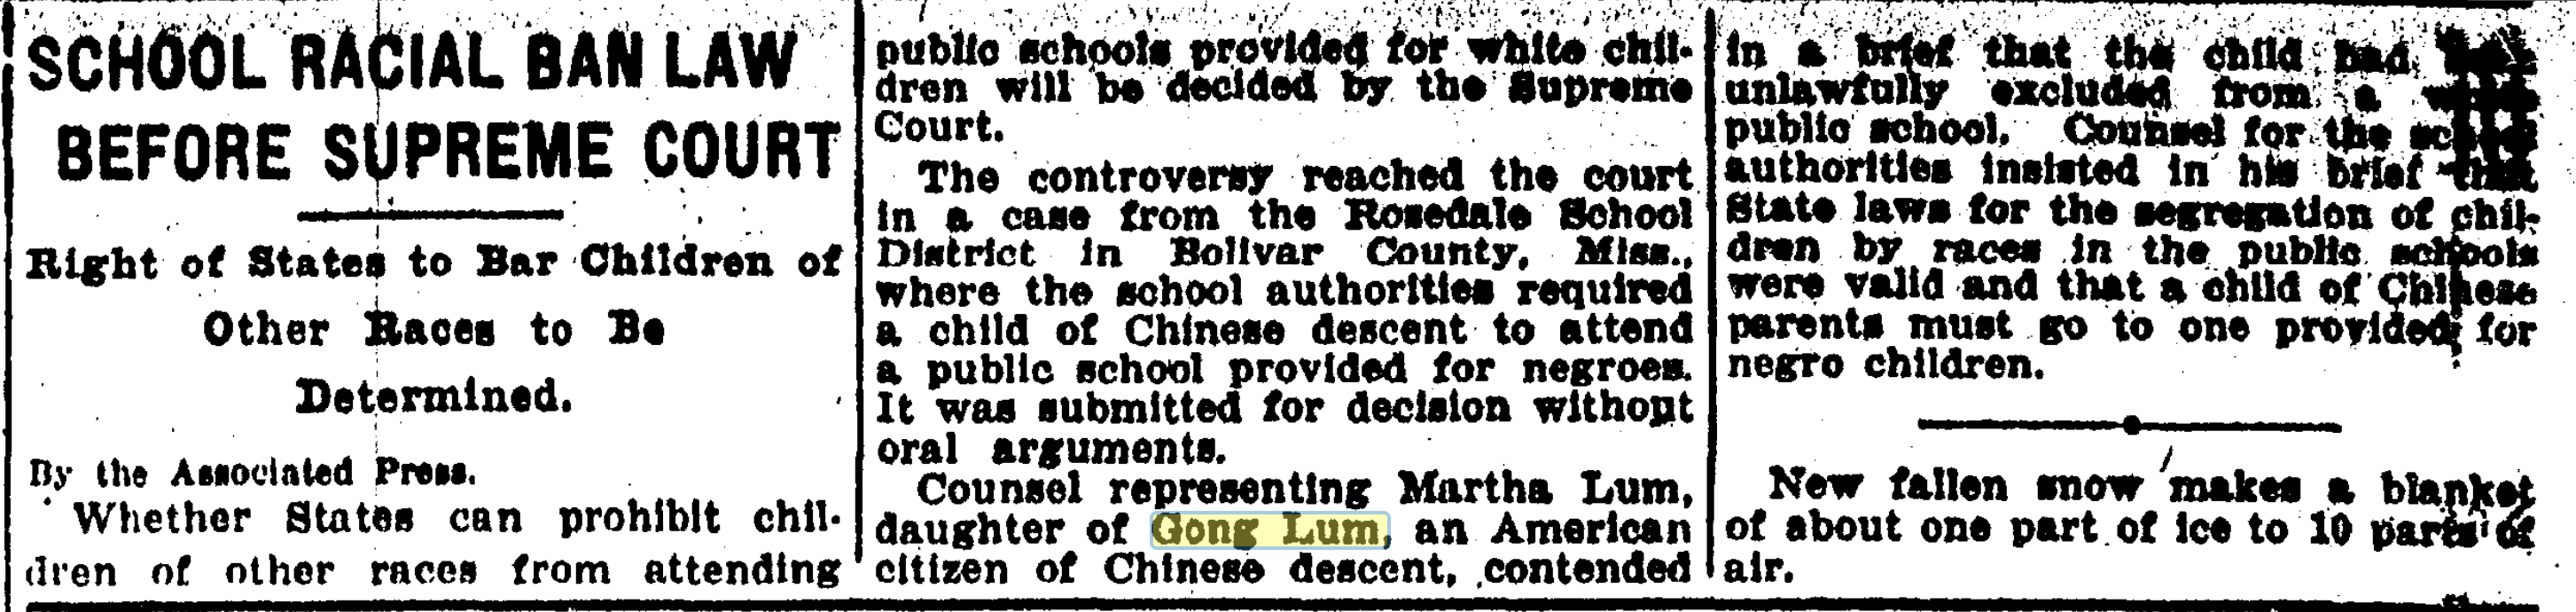 SCHOOL RACIAL BAN LAW
BEFORE SUPREME COURT
Right of States to Bar Children of
Other Races to Be
Determined.
By the Associated Press.
Whether States can prohibit chil-
dren of other races from attending
public schools provided for white chil-
dren will be decided by the Supreme
Court.
The controversy reached the court
in a case from the Rosedale School
District in Bolivar County, Miss.,
where the school authorities required
a child of Chinese descent to attend
a public school provided for negroes.
It was submitted for decision without
oral arguments.
Counsel representing Martha Lum,
daughter of Gong Lum, an American
citizen of Chinese descent, contended
in a brief that the child had
unlawfully excluded from a
public school. Counsel for the
authorities insisted in his brief that
State laws for the segregation of chil-
dren by races in the public schools
were valid and that a child of Chinese
parents must go to one provided for
negro children.
New fallen snow makes a blanket
of about one part of ice to 10 parts of
air.